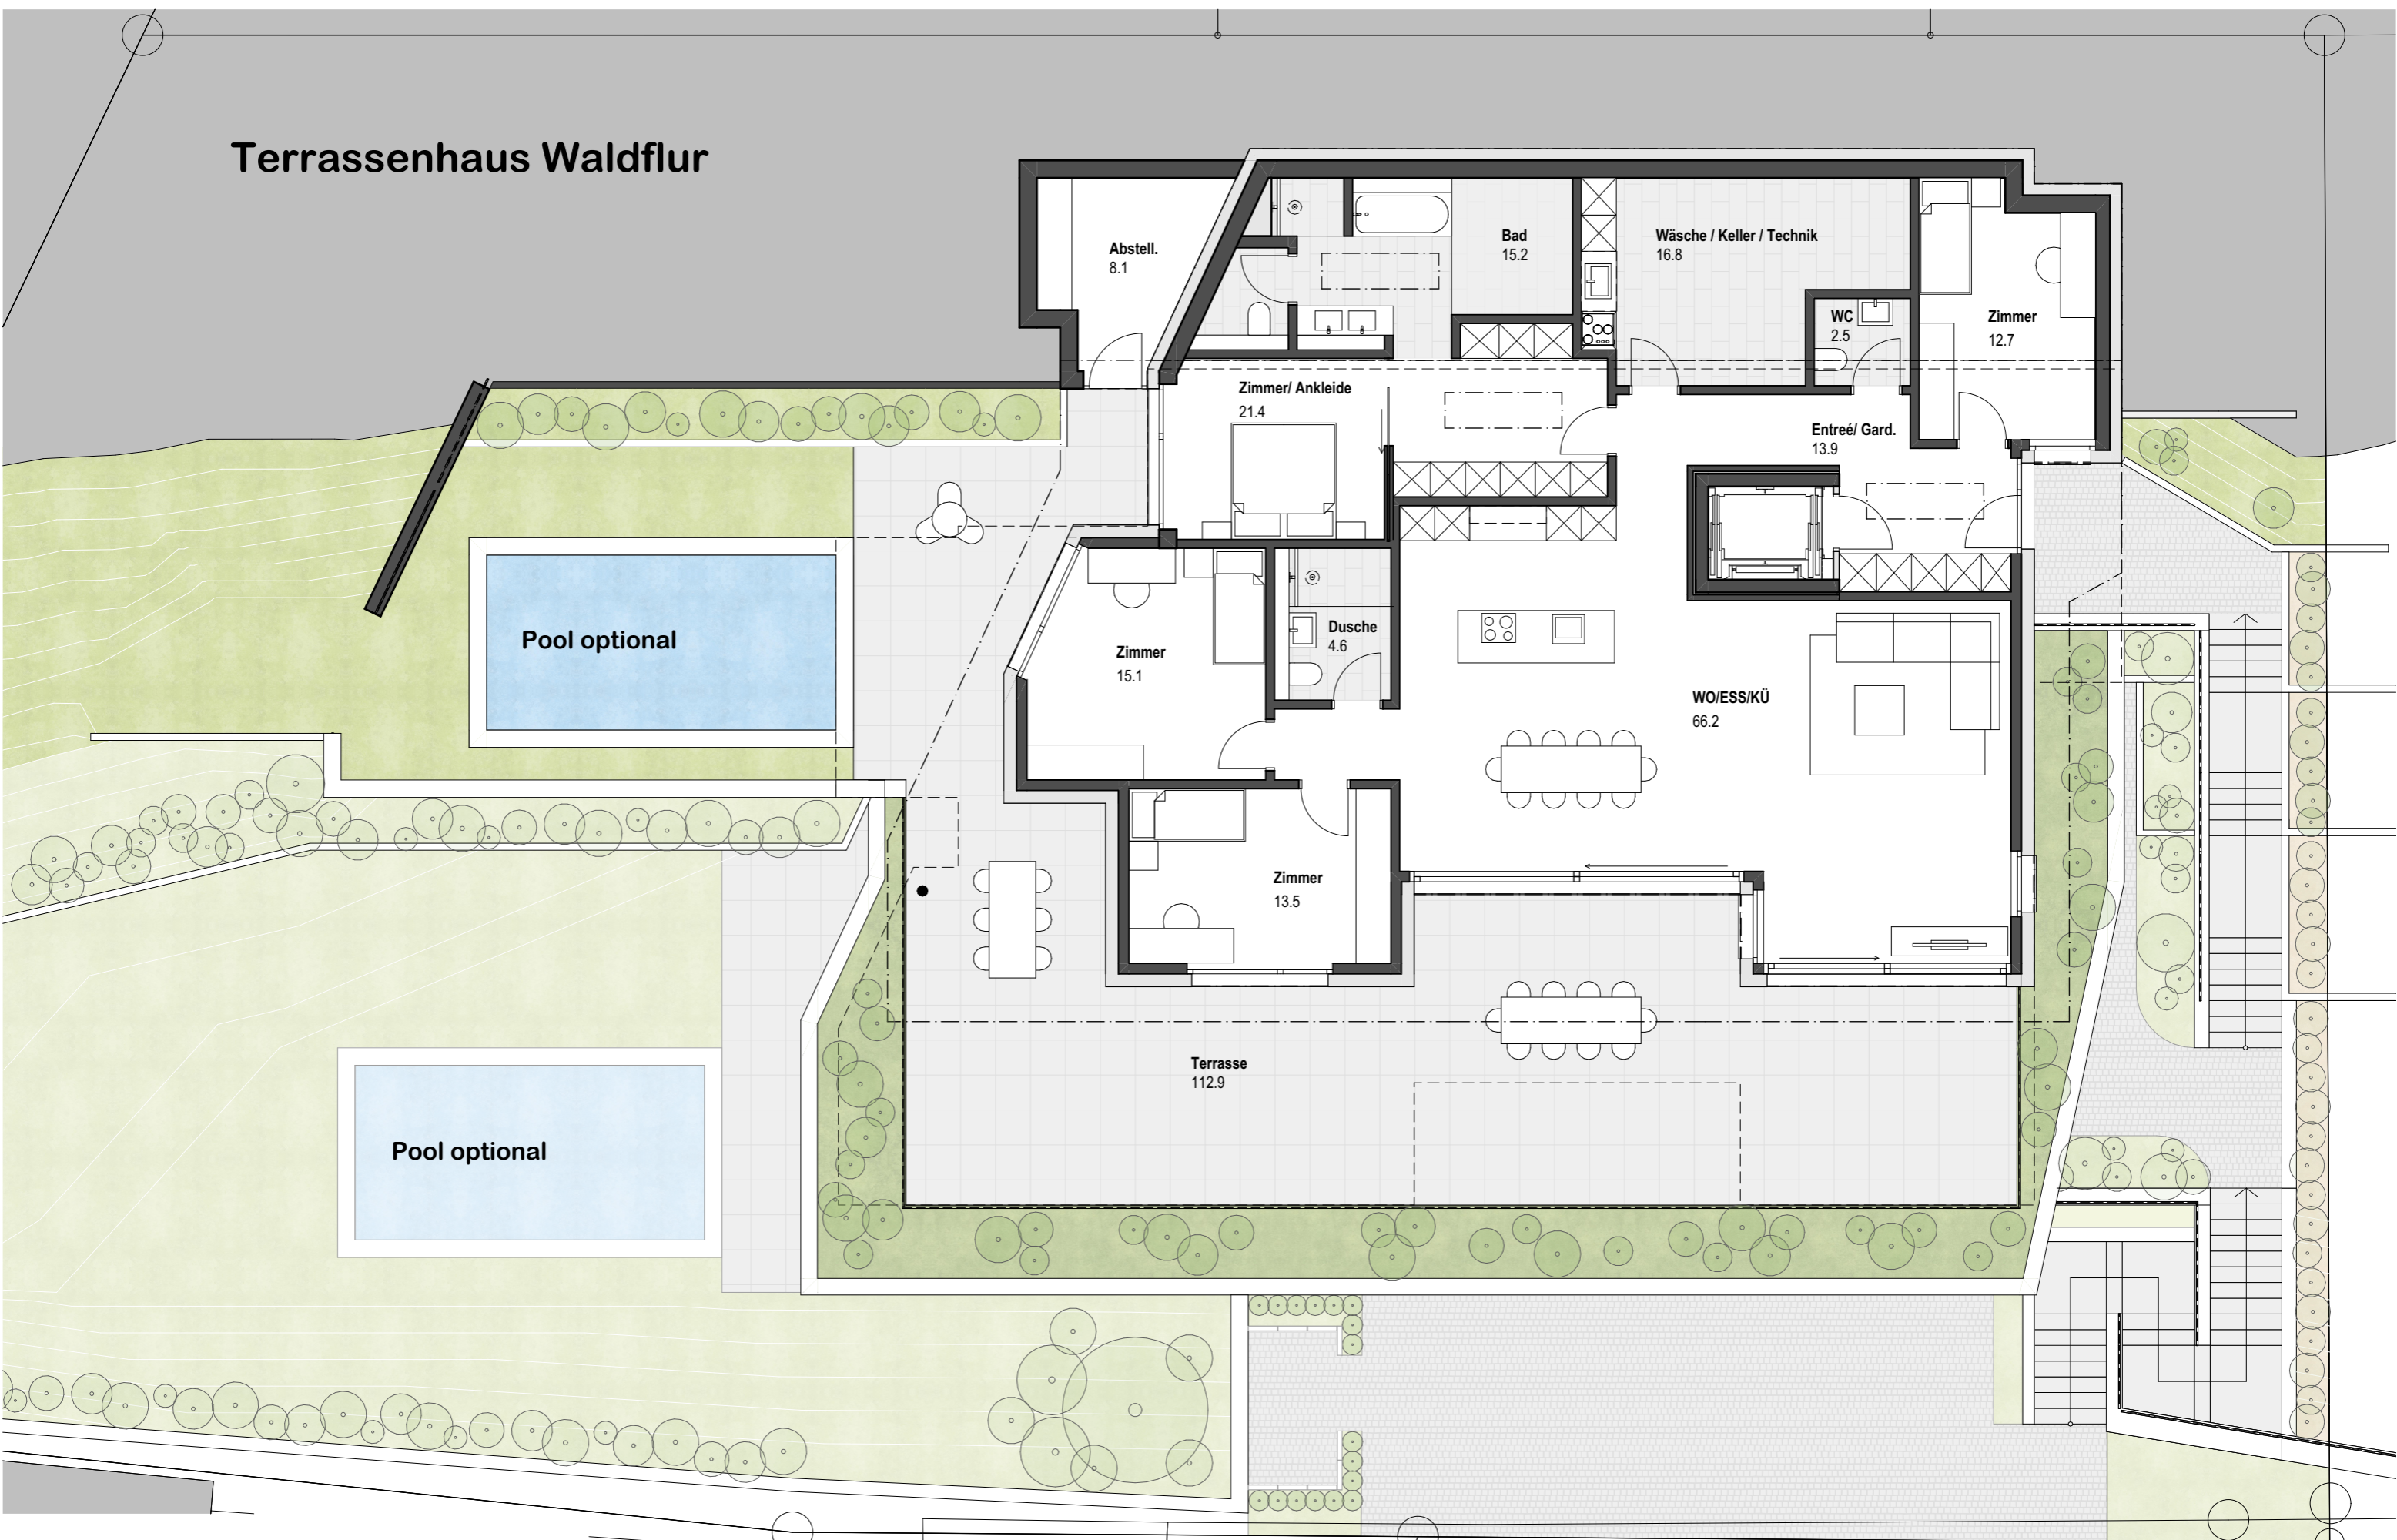 Terrassenhaus Waldflur
Abstell.
8.1
Bad
15.2
Wäsche / Keller / Technik
16.8
WC
2.5
Zimmer
12.7
Zimmer/ Ankleide
21.4
Entreé/ Gard.
13.9
Pool optional
Zimmer
15.1
Dusche
4.6
WO/ESS/KÜ
66.2
Zimmer
13.5
Terrasse
112.9
Pool optional